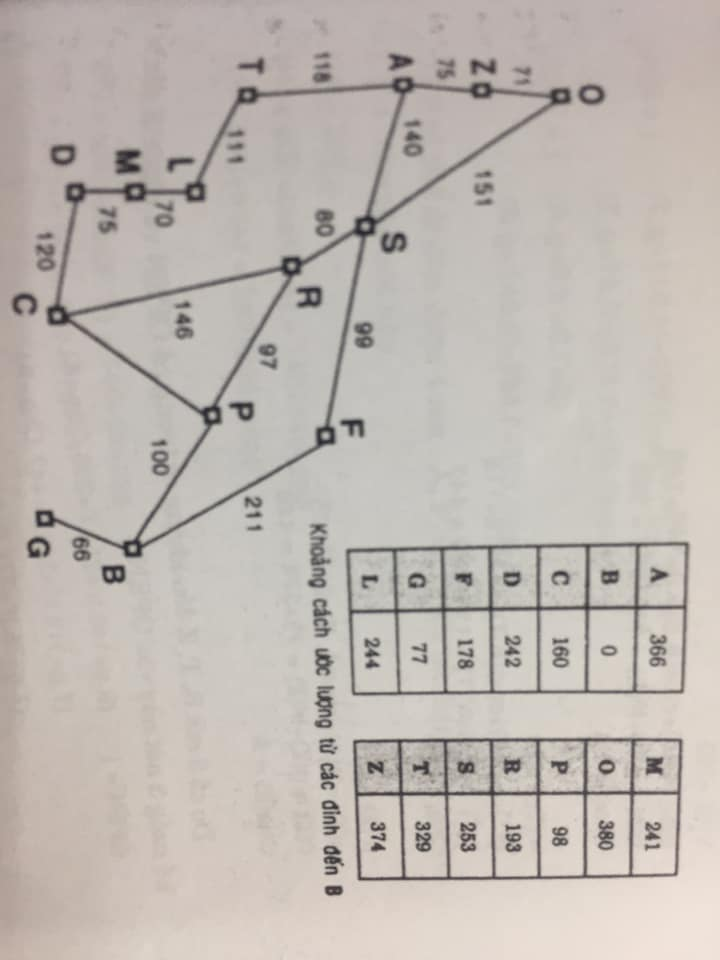 O
71
Z 151
75
A 140
S
99
F
118 80
R
97
T 111
P 211
L 146
70 100
M
B
75
66
D 120
G
C
A 366 M 241
B 0 O 380
C 160 P 98
D 242 R 193
F 178 S 253
G 77 T 329
L 244 Z 374
Khoảng cách ước lượng từ các đỉnh đến B